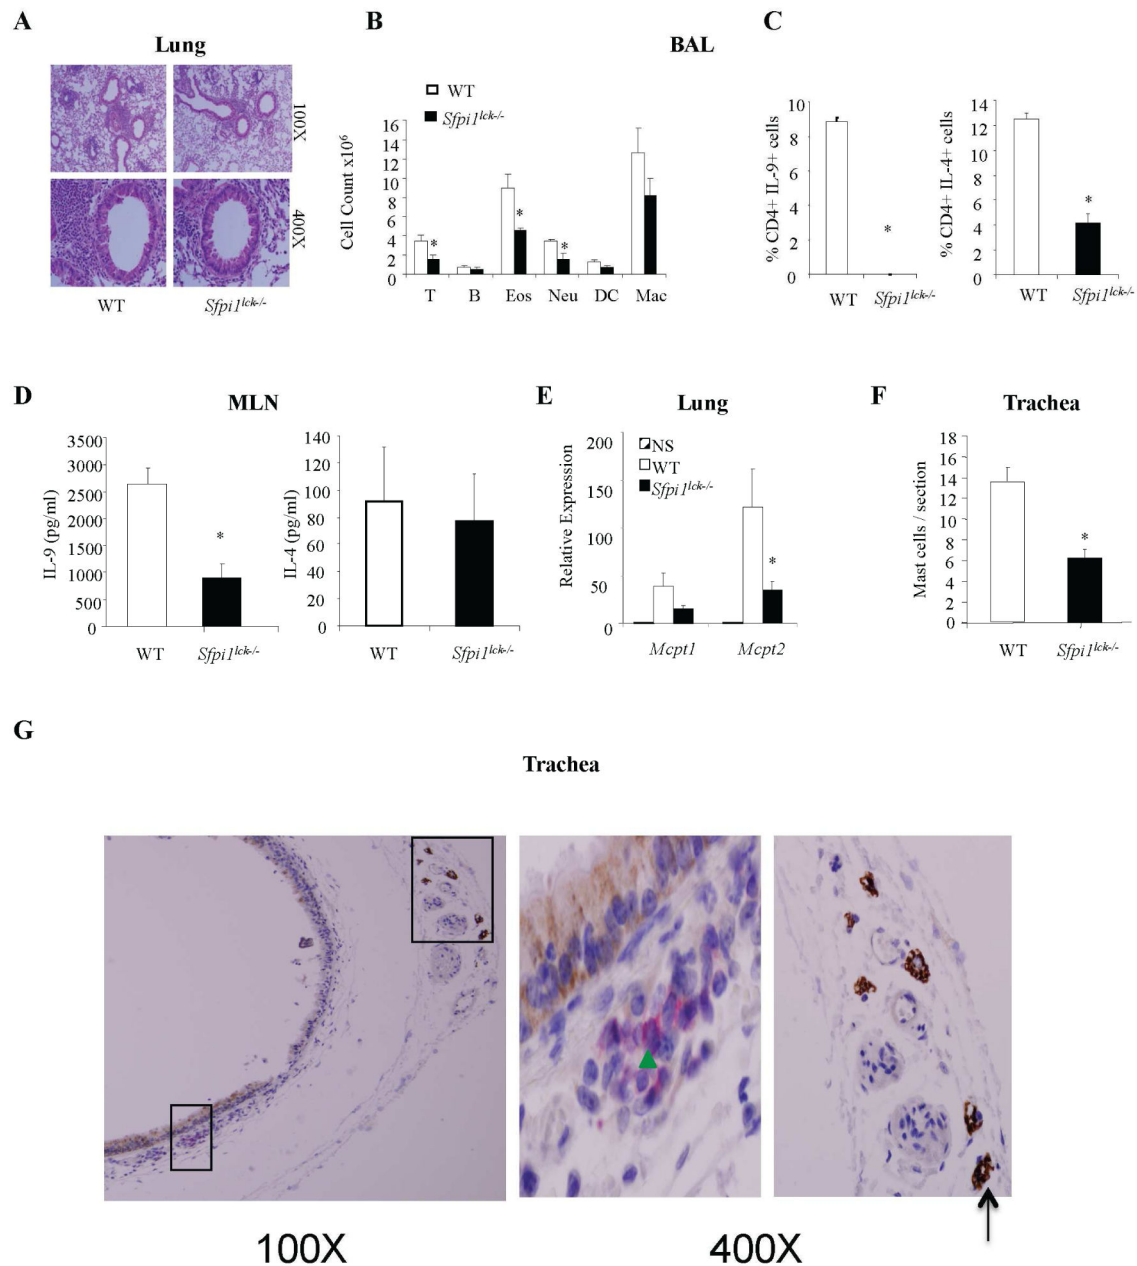 A
Lung
100X
400X
WT Sfpi1lck-/-
B
BAL
WT
Sfpi1lck-/-
Cell Count x10⁶
16
14
12
10
8
6
4
2
0
T B Eos Neu DC Mac
* * *
C
% CD4+ IL-9+ cells
10
8
6
4
2
0
*
WT Sfpi1lck-/-
% CD4+ IL-4+ cells
14
12
10
8
6
4
2
0
*
WT Sfpi1lck-/-
D
MLN
IL-9 (pg/ml)
3500
3000
2500
2000
1500
1000
500
0
*
WT Sfpi1lck-/-
IL-4 (pg/ml)
140
120
100
80
60
40
20
0
WT Sfpi1lck-/-
E
Lung
Relative Expression
200
150
100
50
0
NS
WT
Sfpi1lck-/-
*
Mcpt1 Mcpt2
F
Trachea
Mast cells / section
18
16
14
12
10
8
6
4
2
0
*
WT Sfpi1lck-/-
G
Trachea
100X 400X